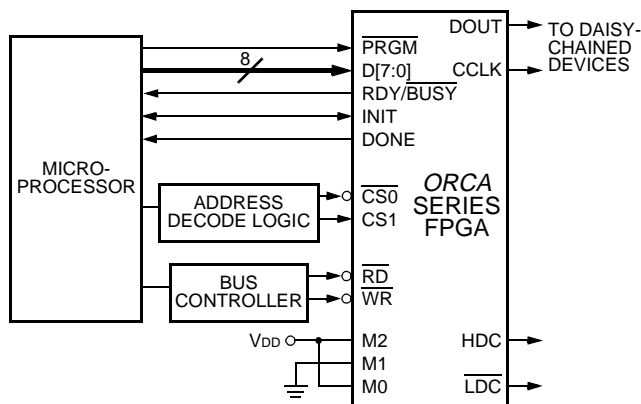 MICRO-
PROCESSOR
8
ADDRESS
DECODE LOGIC
BUS
CONTROLLER
VDD
PRGM
D[7:0]
RDY/BUSY
INIT
DONE
CS0
CS1
RD
WR
M2
M1
M0
ORCA
SERIES
FPGA
DOUT
CCLK
HDC
LDC
TO DAISY-
CHAINED
DEVICES